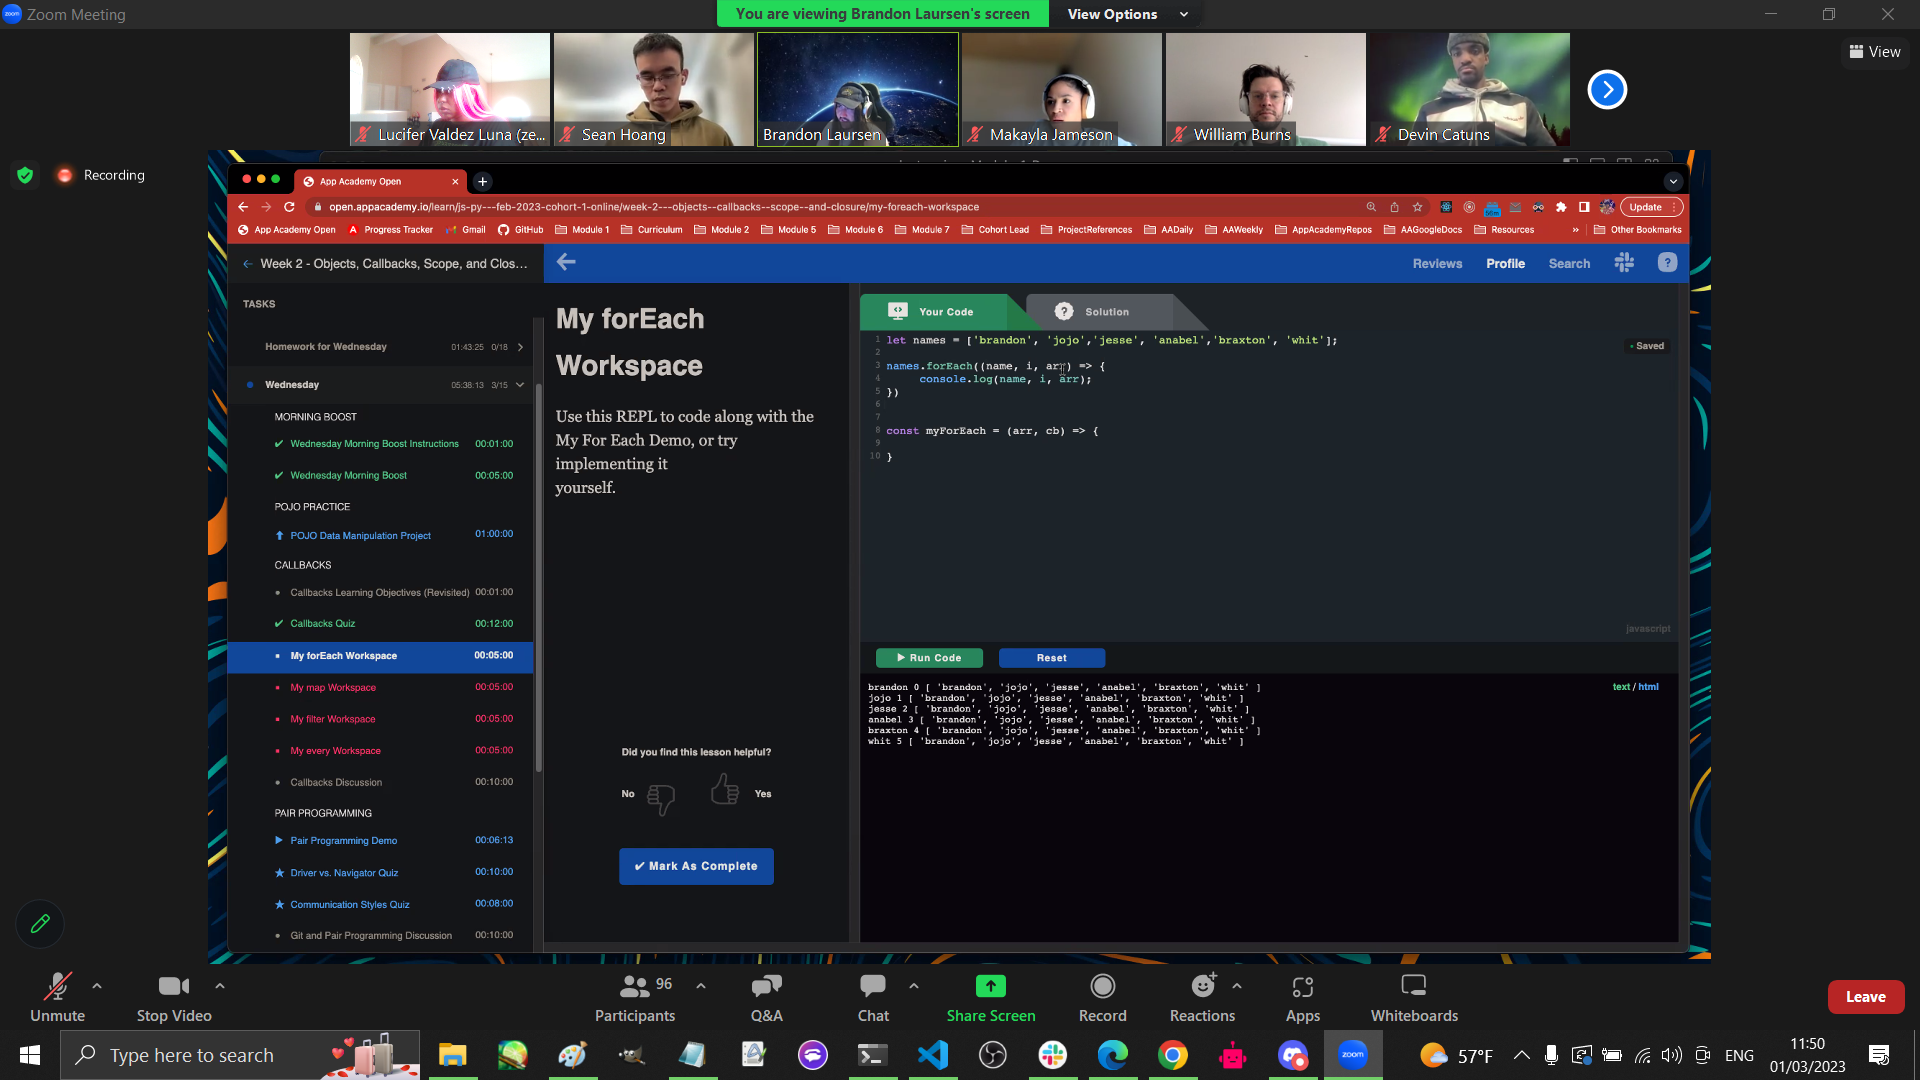 Zoom Meeting
You are viewing Brandon Laursen's screen
View Options
View
Lucifer Valdez Luna (ze...
Sean Hoang
Brandon Laursen
Makayla Jameson
William Burns
Devin Catuns
Recording
App Academy Open
open.appacademy.io/learn/js-py---feb-2023-cohort-1-online/week-2---objects--callbacks--scope--and-closure/my-foreach-workspace
Update
App Academy Open Progress Tracker Gmail GitHub Module 1 Curriculum Module 2 Module 5 Module 6 Module 7 Cohort Lead ProjectReferences AADaily AAWeekly AppAcademyRepos AAGoogleDocs Resources » Other Bookmarks
Week 2 - Objects, Callbacks, Scope, and Clos...
Reviews Profile Search ?
TASKS
Homework for Wednesday 01:43:25 0/18
Wednesday 05:36:13 3/15
MORNING BOOST
Wednesday Morning Boost Instructions 00:01:00
Wednesday Morning Boost 00:05:00
POJO PRACTICE
POJO Data Manipulation Project 01:00:00
CALLBACKS
Callbacks Learning Objectives (Revisited) 00:01:00
Callbacks Quiz 00:12:00
My forEach Workspace 00:05:00
My map Workspace 00:05:00
My filter Workspace 00:05:00
My every Workspace 00:05:00
Callbacks Discussion 00:10:00
PAIR PROGRAMMING
Pair Programming Demo 00:06:13
Driver vs. Navigator Quiz 00:10:00
Communication Styles Quiz 00:08:00
Git and Pair Programming Discussion 00:10:00
My forEach
Workspace
Use this REPL to code along with the
My For Each Demo, or try
implementing it
yourself.
Did you find this lesson helpful?
No Yes
✔ Mark As Complete
Your Code
? Solution
Saved
1 let names = ['brandon', 'jojo','jesse', 'anabel','braxton', 'whit'];
2
3 names.forEach((name, i, arr) => {
4 console.log(name, i, arr);
5 })
6
7
8 const myForEach = (arr, cb) => {
9
10 }
javascript
Run Code
Reset
text / html
brandon 0 [ 'brandon', 'jojo', 'jesse', 'anabel', 'braxton', 'whit' ]
jojo 1 [ 'brandon', 'jojo', 'jesse', 'anabel', 'braxton', 'whit' ]
jesse 2 [ 'brandon', 'jojo', 'jesse', 'anabel', 'braxton', 'whit' ]
anabel 3 [ 'brandon', 'jojo', 'jesse', 'anabel', 'braxton', 'whit' ]
braxton 4 [ 'brandon', 'jojo', 'jesse', 'anabel', 'braxton', 'whit' ]
whit 5 [ 'brandon', 'jojo', 'jesse', 'anabel', 'braxton', 'whit' ]
Unmute
Stop Video
96
Participants
Q&A
Chat
Share Screen
Record
Reactions
Apps
Whiteboards
Leave
Type here to search
zoom
57°F
ENG
11:50
01/03/2023